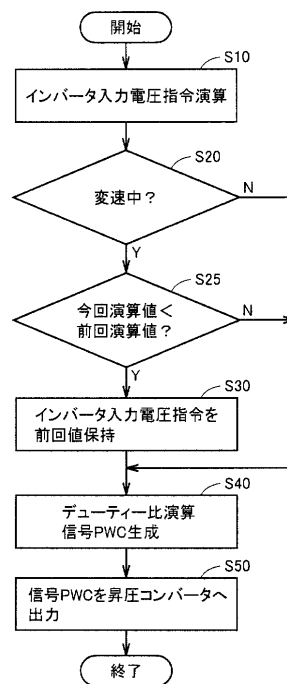 開始
S10
インバータ入力電圧指令演算
S20
変速中？
N
Y
S25
今回演算値＜
前回演算値？
N
Y
S30
インバータ入力電圧指令を
前回値保持
S40
デューティー比演算
信号PWC生成
S50
信号PWCを昇圧コンバータへ
出力
終了